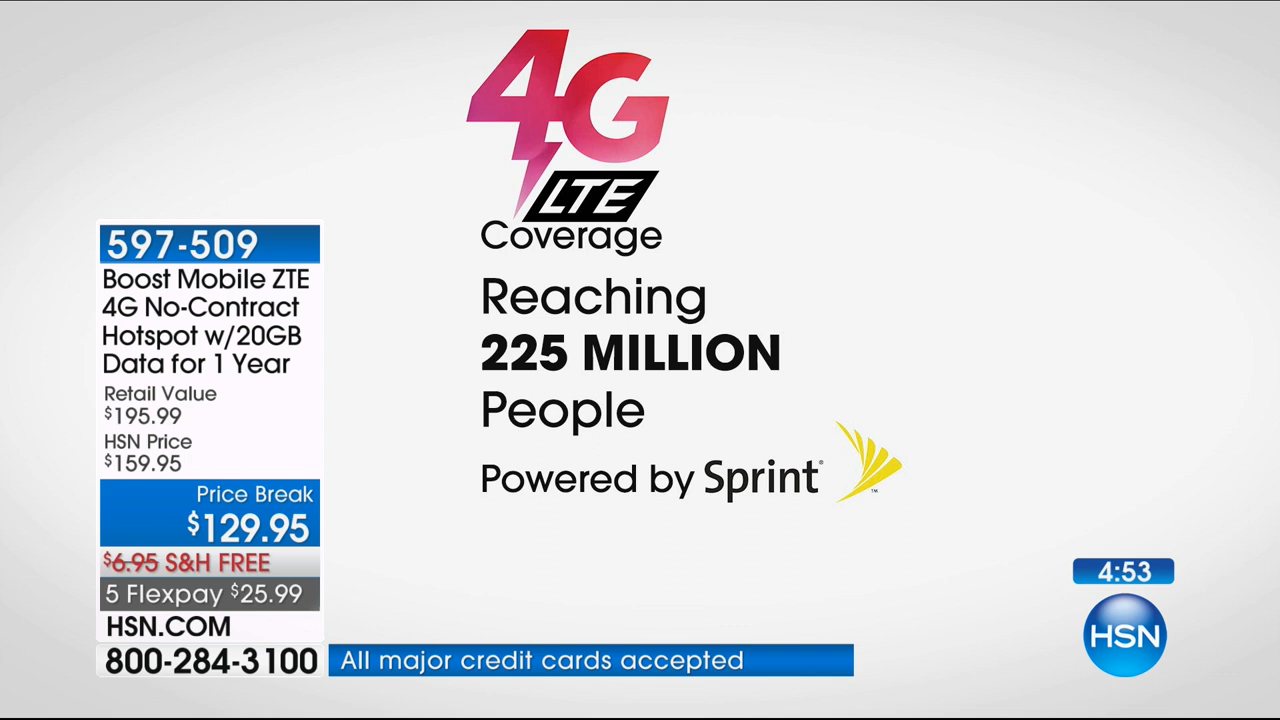 4G
LTE
Coverage
Reaching
225 MILLION
People
Powered by Sprint® ™
597-509
Boost Mobile ZTE
4G No-Contract
Hotspot w/20GB
Data for 1 Year
Retail Value
$195.99
HSN Price
$159.95
Price Break
$129.95
$6.95 S&H FREE
5 Flexpay $25.99
HSN.COM
800-284-3100
All major credit cards accepted
4:53
HSN